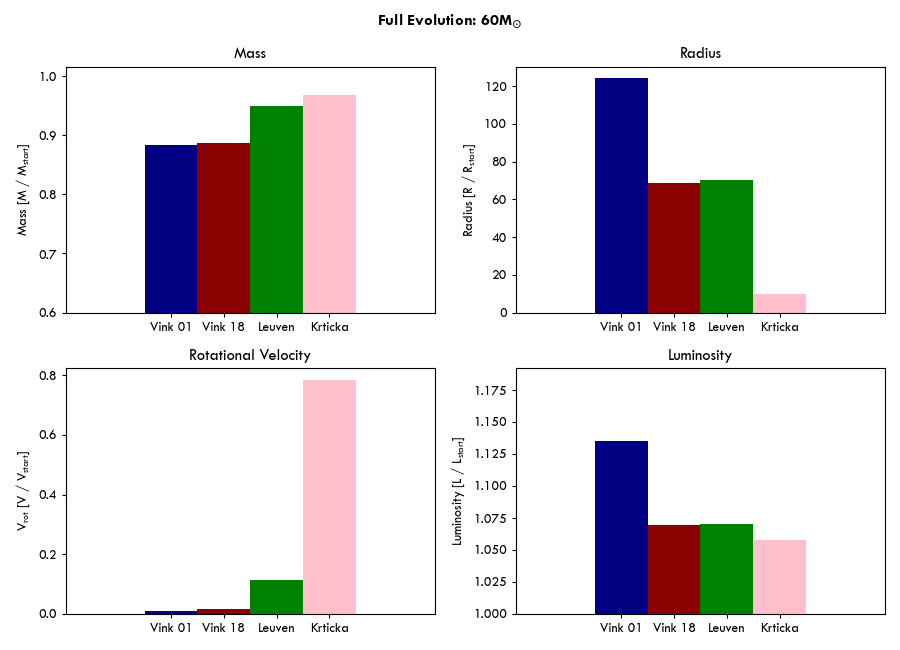 Full Evolution: 60M⊙
Mass
Mass [M / Mstart]
1.0
0.9
0.8
0.7
0.6
Vink 01 Vink 18 Leuven Krticka
Radius
Radius [R / Rstart]
120
100
80
60
40
20
0
Vink 01 Vink 18 Leuven Krticka
Rotational Velocity
Vrot [V / Vstart]
0.8
0.6
0.4
0.2
0.0
Vink 01 Vink 18 Leuven Krticka
Luminosity
Luminosity [L / Lstart]
1.175
1.150
1.125
1.100
1.075
1.050
1.025
1.000
Vink 01 Vink 18 Leuven Krticka